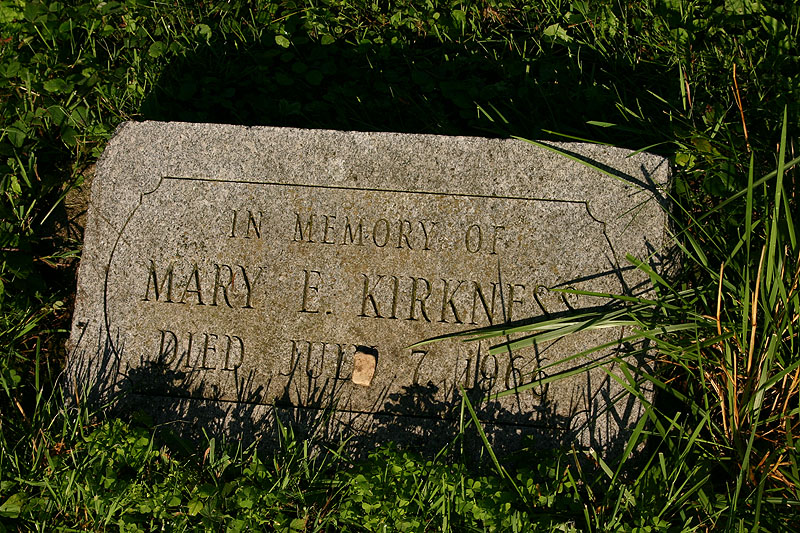 IN MEMORY OF
MARY E. KIRKNESS
DIED 7